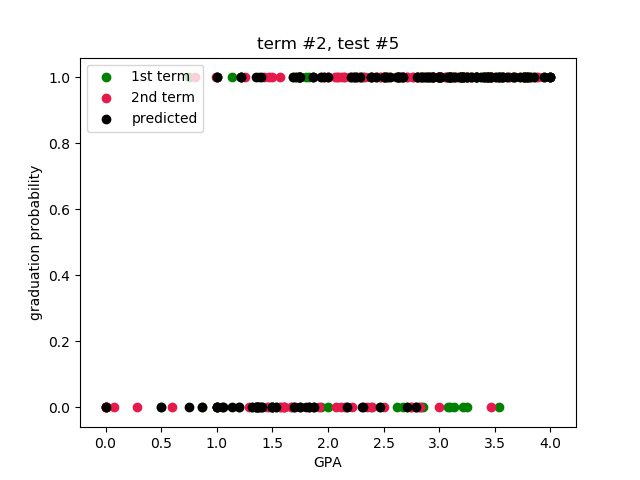 term #2, test #5
1st term
2nd term
predicted
graduation probability
1.0
0.8
0.6
0.4
0.2
0.0
0.0 0.5 1.0 1.5 2.0 2.5 3.0 3.5 4.0
GPA